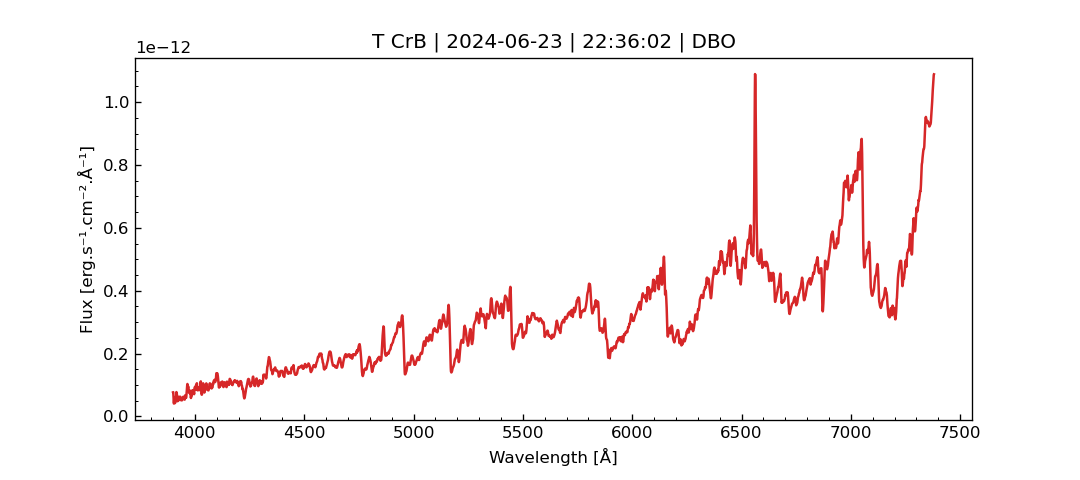 T CrB | 2024-06-23 | 22:36:02 | DBO
1e−12
1.0
0.8
0.6
0.4
0.2
0.0
Flux [erg.s⁻¹.cm⁻².Å⁻¹]
4000 4500 5000 5500 6000 6500 7000 7500
Wavelength [Å]